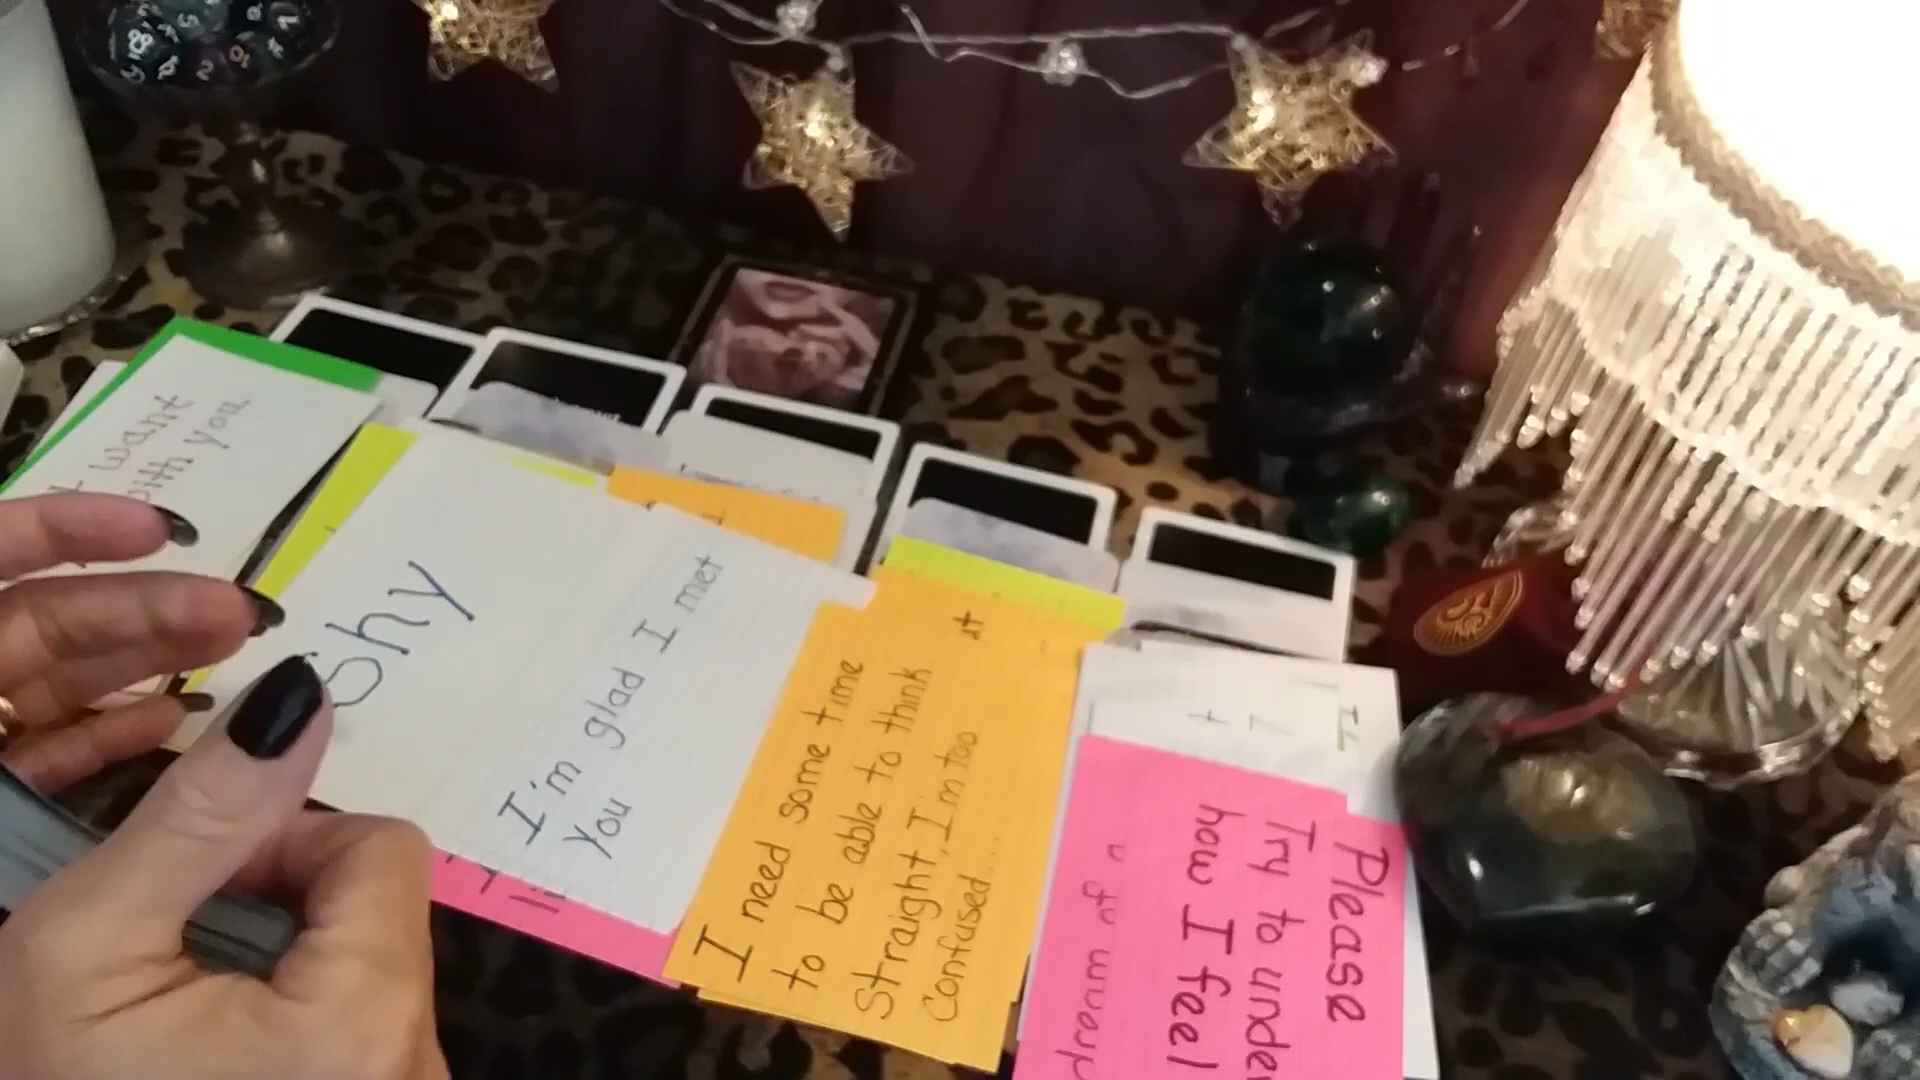 want
with you
Shy
I'm glad I met
you
I need some time
to be able to think
Straight, I'm too
Confused...
it
Please
Try to under
how I feel
dream of